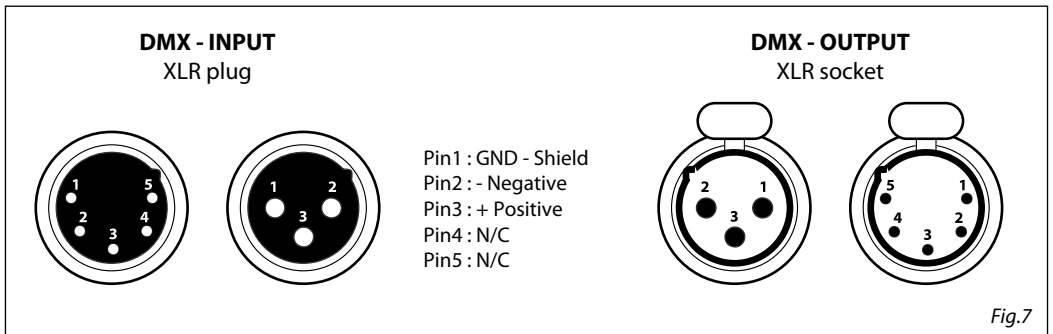 DMX - INPUT
XLR plug
DMX - OUTPUT
XLR socket
1 5
2 4
3
1 2
3
Pin1 : GND - Shield
Pin2 : - Negative
Pin3 : + Positive
Pin4 : N/C
Pin5 : N/C
2 1
3
5 1
4 2
3
Fig.7